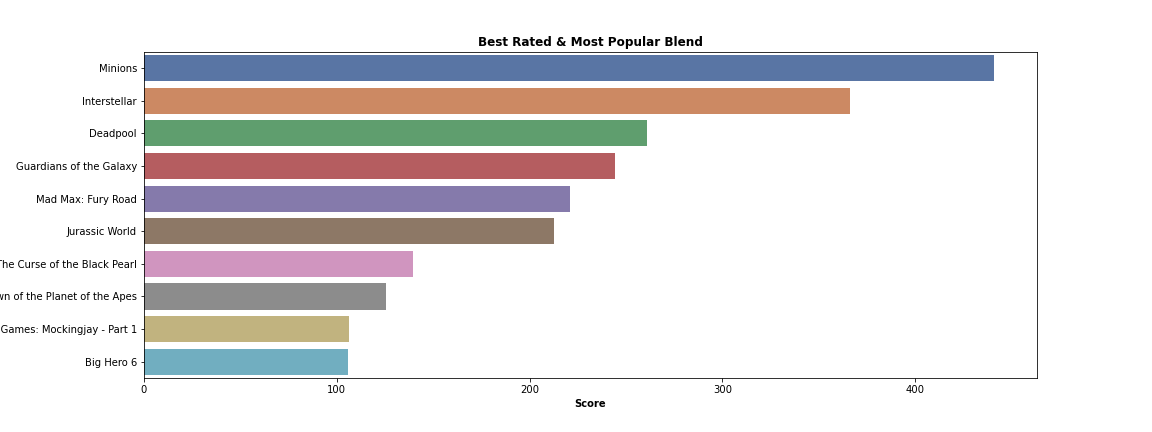 Best Rated & Most Popular Blend
Minions
Interstellar
Deadpool
Guardians of the Galaxy
Mad Max: Fury Road
Jurassic World
The Curse of the Black Pearl
wn of the Planet of the Apes
Games: Mockingjay - Part 1
Big Hero 6
0 100 200 300 400
Score